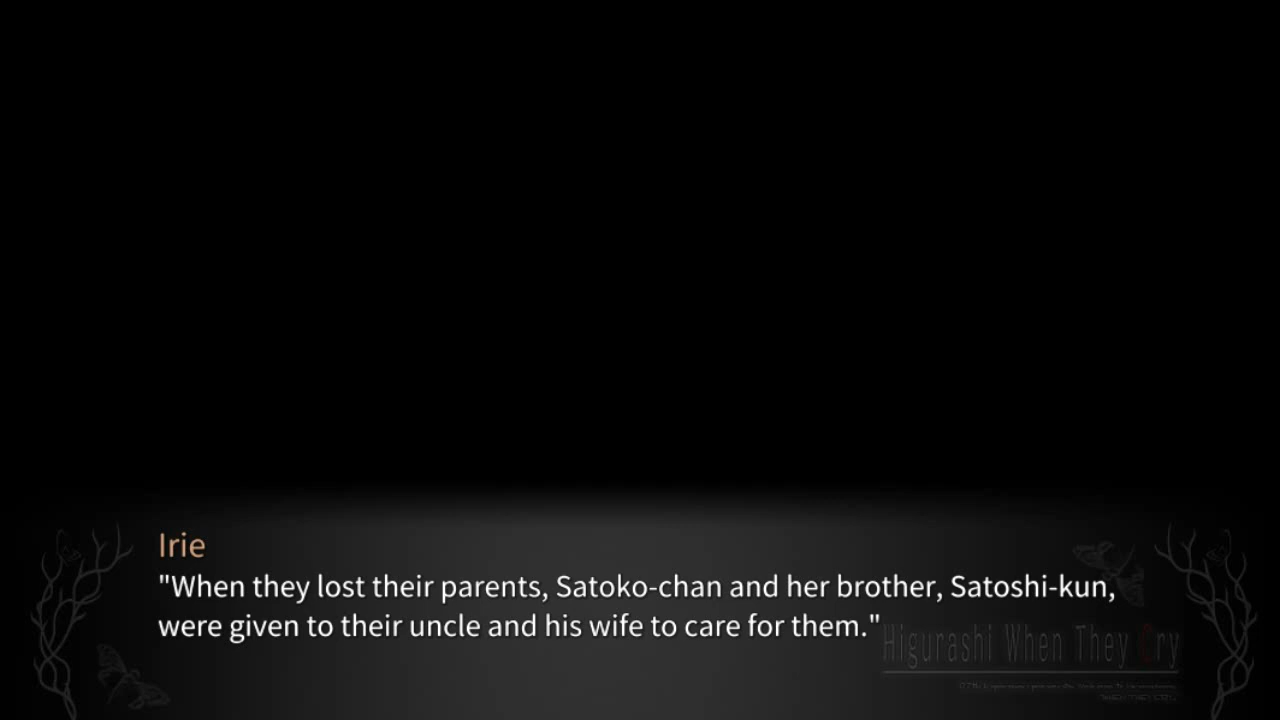 Irie
"When they lost their parents, Satoko-chan and her brother, Satoshi-kun,
were given to their uncle and his wife to care for them."
Higurashi When They Cry